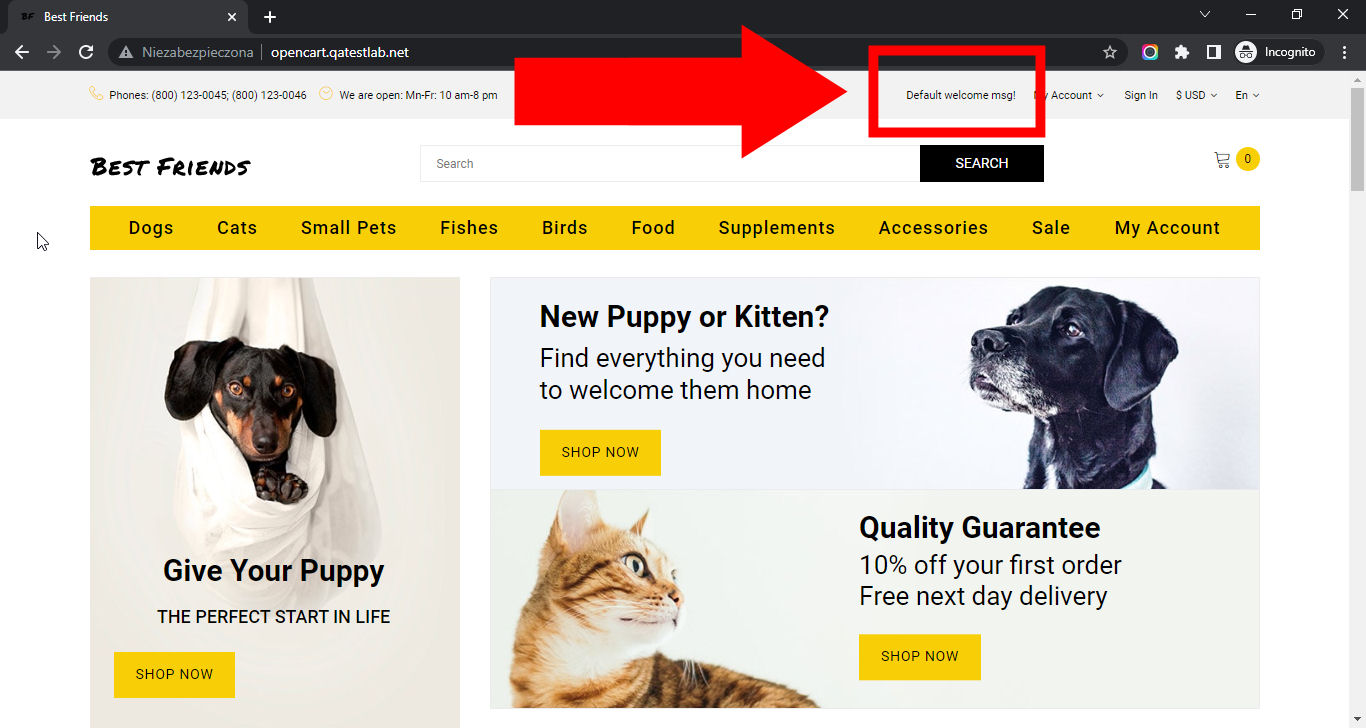 BF Best Friends
Niezabezpieczona opencart.qatestlab.net Incognito
Phones: (800) 123-0045; (800) 123-0046 We are open: Mn-Fr: 10 am-8 pm Default welcome msg! My Account Sign In $ USD En
Best Friends Search SEARCH 0
Dogs Cats Small Pets Fishes Birds Food Supplements Accessories Sale My Account
New Puppy or Kitten?
Find everything you need
to welcome them home
SHOP NOW
Quality Guarantee
10% off your first order
Free next day delivery
SHOP NOW
Give Your Puppy
THE PERFECT START IN LIFE
SHOP NOW